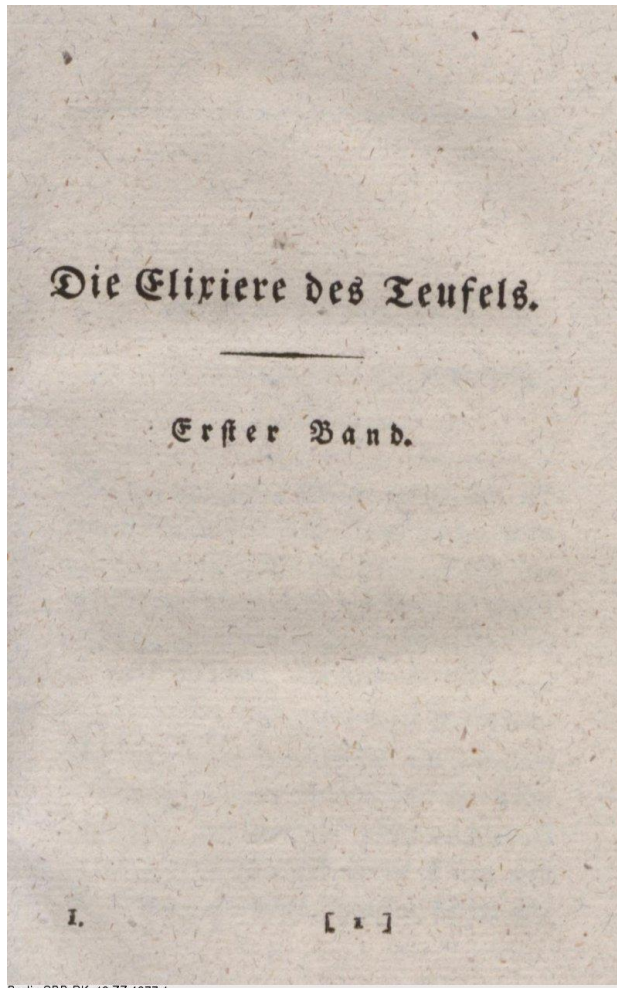 Die Elixiere des Teufels.
Erſter Band.
I. [ 1 ]